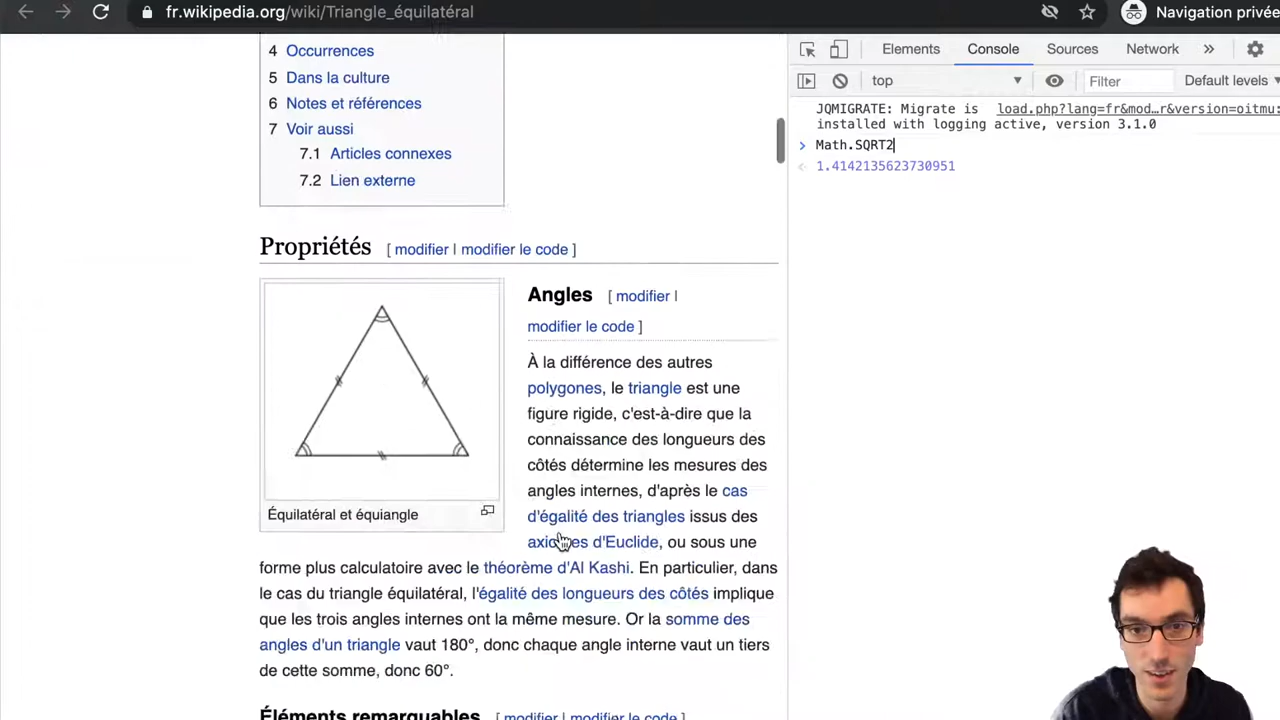 fr.wikipedia.org/wiki/Triangle_équilatéral
Navigation privée
4 Occurrences
5 Dans la culture
6 Notes et références
7 Voir aussi
7.1 Articles connexes
7.2 Lien externe
Propriétés [ modifier | modifier le code ]
Équilatéral et équiangle
Angles [ modifier |
modifier le code ]
À la différence des autres
polygones, le triangle est une
figure rigide, c'est-à-dire que la
connaissance des longueurs des
côtés détermine les mesures des
angles internes, d'après le cas
d'égalité des triangles issus des
axiomes d'Euclide, ou sous une
forme plus calculatoire avec le théorème d'Al Kashi. En particulier, dans
le cas du triangle équilatéral, l'égalité des longueurs des côtés implique
que les trois angles internes ont la même mesure. Or la somme des
angles d'un triangle vaut 180°, donc chaque angle interne vaut un tiers
de cette somme, donc 60°.
Éléments remarquables [ modifier | modifier le code ]
Elements Console Sources Network »
top Filter Default levels
JQMIGRATE: Migrate is load.php?lang=fr&mod…r&version=oitmu:
installed with logging active, version 3.1.0
> Math.SQRT2
1.4142135623730951